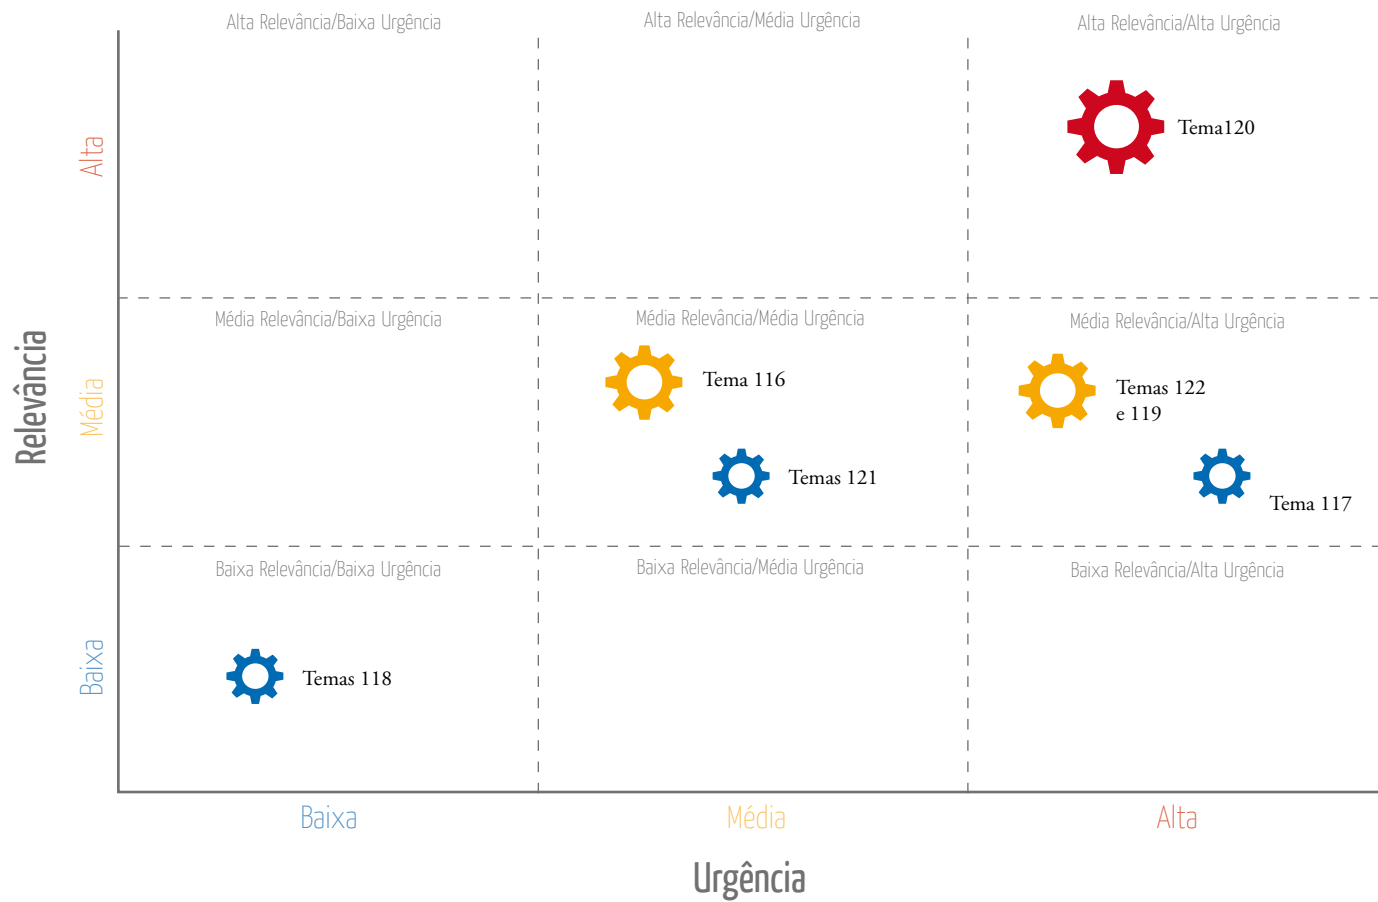 Alta Relevância/Baixa Urgência
Alta Relevância/Média Urgência
Alta Relevância/Alta Urgência
Alta
Tema120
Relevância
Média Relevância/Baixa Urgência
Média Relevância/Média Urgência
Média Relevância/Alta Urgência
Média
Tema 116
Temas 122
e 119
Temas 121
Tema 117
Baixa Relevância/Baixa Urgência
Baixa Relevância/Média Urgência
Baixa Relevância/Alta Urgência
Baixa
Temas 118
Baixa
Média
Alta
Urgência